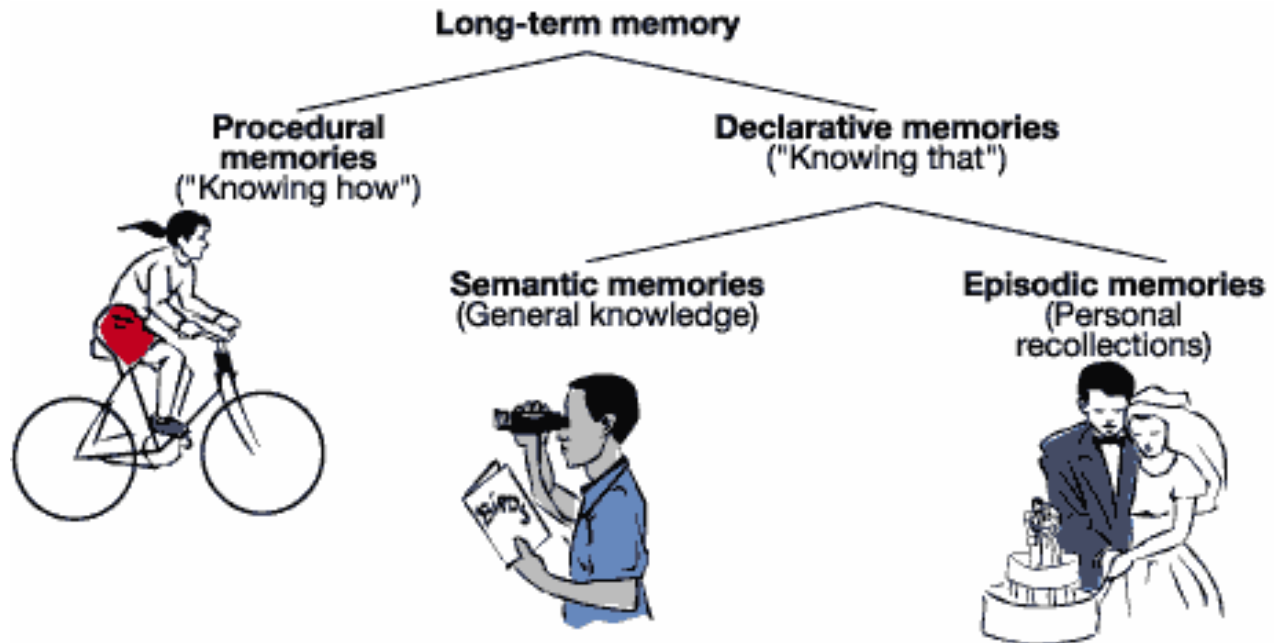 Long-term memory
Procedural
memories
("Knowing how")
Declarative memories
("Knowing that")
Semantic memories
(General knowledge)
Episodic memories
(Personal
recollections)
BirDs